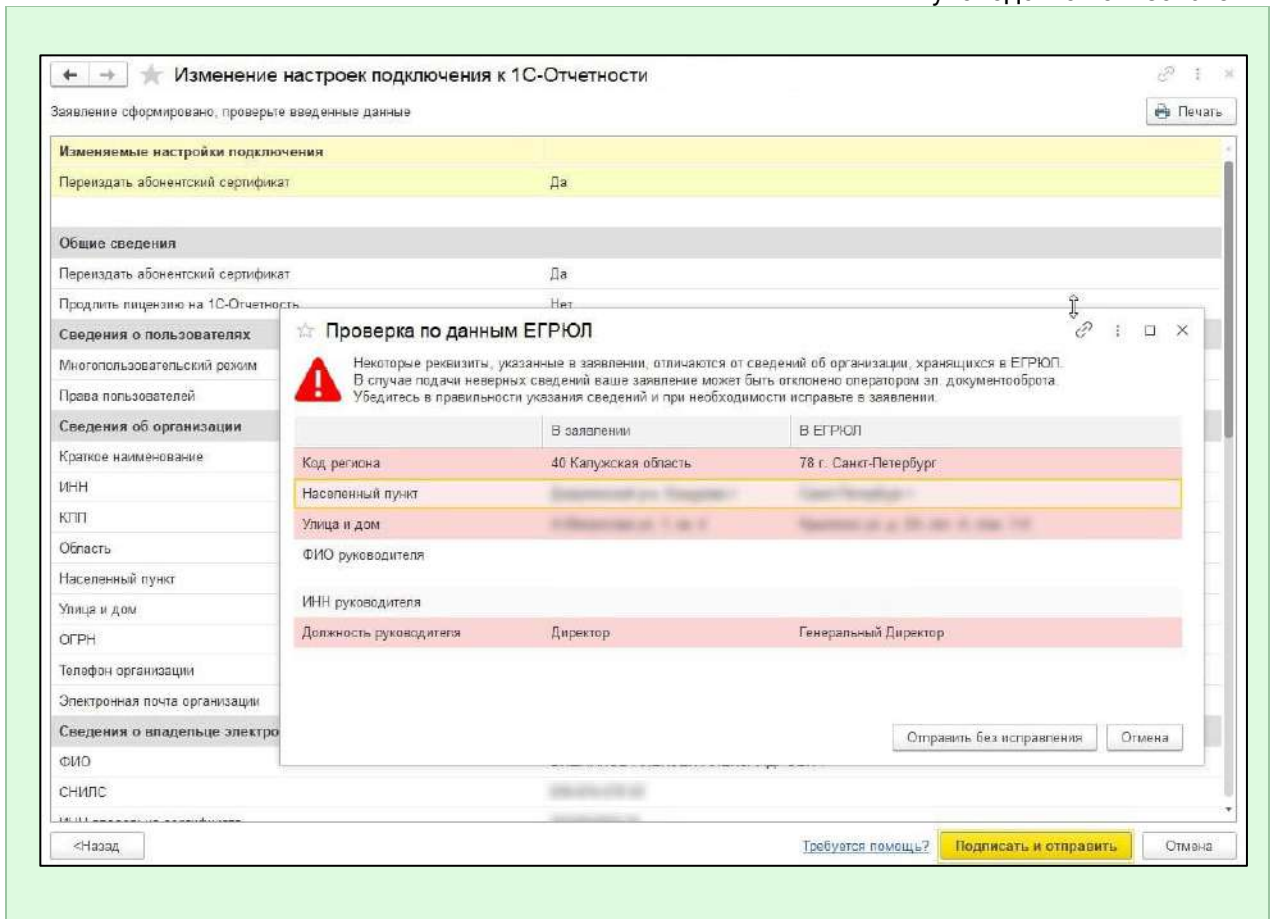 Изменение настроек подключения к 1С-Отчетности
Заявление сформировано, проверьте введенные данные
Печать
Изменяемые настройки подключения
Переиздать абонентский сертификат Да
Общие сведения
Переиздать абонентский сертификат Да
Продлить лицензию на 1С-Отчетность Нет
Сведения о пользователях
Многопользовательский режим
Права пользователей
Сведения об организации
Краткое наименование
ИНН
КПП
Область
Населенный пункт
Улица и дом
ОГРН
Телефон организации
Электронная почта организации
Сведения о владельце электро
ФИО
СНИЛС
Проверка по данным ЕГРЮЛ
Некоторые реквизиты, указанные в заявлении, отличаются от сведений об организации, хранящихся в ЕГРЮЛ.
В случае подачи неверных сведений ваше заявление может быть отклонено оператором эл. документооброта.
Убедитесь в правильности указания сведений и при необходимости исправьте в заявлении.
В заявлении В ЕГРЮЛ
Код региона 40 Калужская область 78 г. Санкт-Петербург
Населенный пункт
Улица и дом
ФИО руководителя
ИНН руководителя
Должность руководителя Директор Генеральный Директор
Отправить без исправления Отмена
<Назад Требуется помощь? Подписать и отправить Отмена